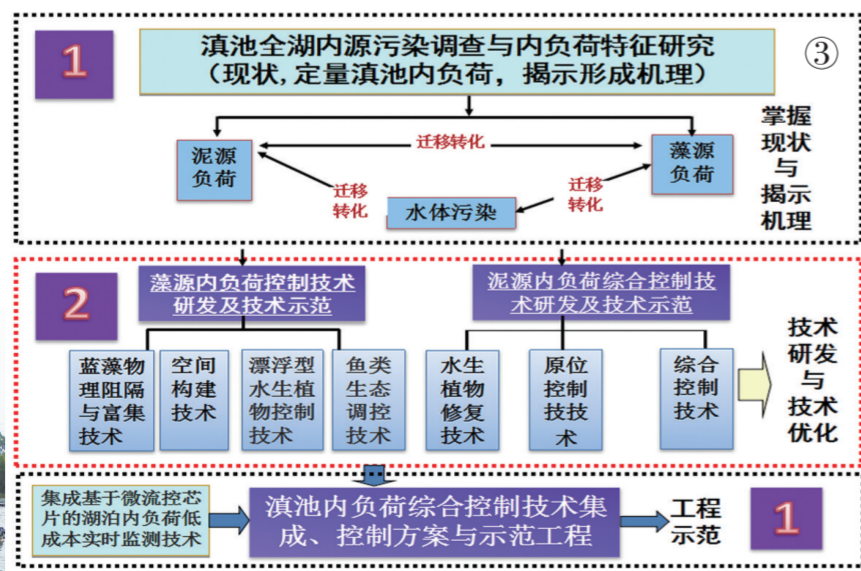 1
滇池全湖内源污染调查与内负荷特征研究
（现状,定量滇池内负荷，揭示形成机理）
③
泥源
负荷
迁移转化
藻源
负荷
迁移
转化
水体污染
迁移
转化
掌握
现状
与
揭示
机理
2
藻源内负荷控制技术
研发及技术示范
泥源内负荷综合控制技
术研发及技术示范
蓝藻物
理阻隔
与富集
技术
空间
构建
技术
漂浮型
水生植
物控制
技术
鱼类
生态
调控
技术
水生
植物
修复
技术
原位
控制
技技
术
综合
控制
技术
技术
研发
与
技术
优化
集成基于微流控芯
片的湖泊内负荷低
成本实时监测技术
滇池内负荷综合控制技术集
成、控制方案与示范工程
工程
示范
1